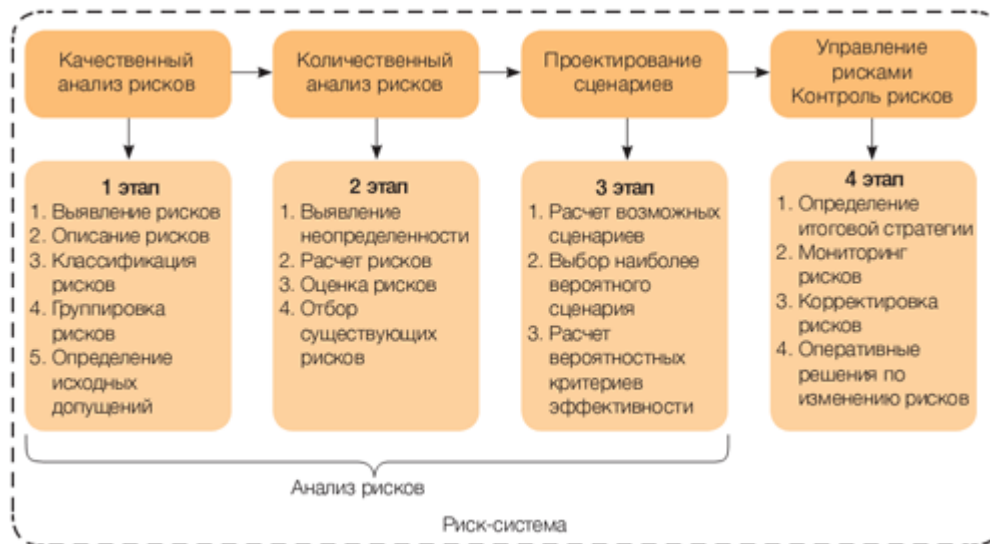 Качественный
анализ рисков
Количественный
анализ рисков
Проектирование
сценариев
Управление
рисками
Контроль рисков
1 этап
1. Выявление рисков
2. Описание рисков
3. Классификация
рисков
4. Группировка
рисков
5. Определение
исходных
допущений
2 этап
1. Выявление
неопределенности
2. Расчет рисков
3. Оценка рисков
4. Отбор
существующих
рисков
3 этап
1. Расчет возможных
сценариев
2. Выбор наиболее
вероятного
сценария
3. Расчет
вероятностных
критериев
эффективности
4 этап
1. Определение
итоговой стратегии
2. Мониторинг
рисков
3. Корректировка
рисков
4. Оперативные
решения по
изменению рисков
Анализ рисков
Риск-система